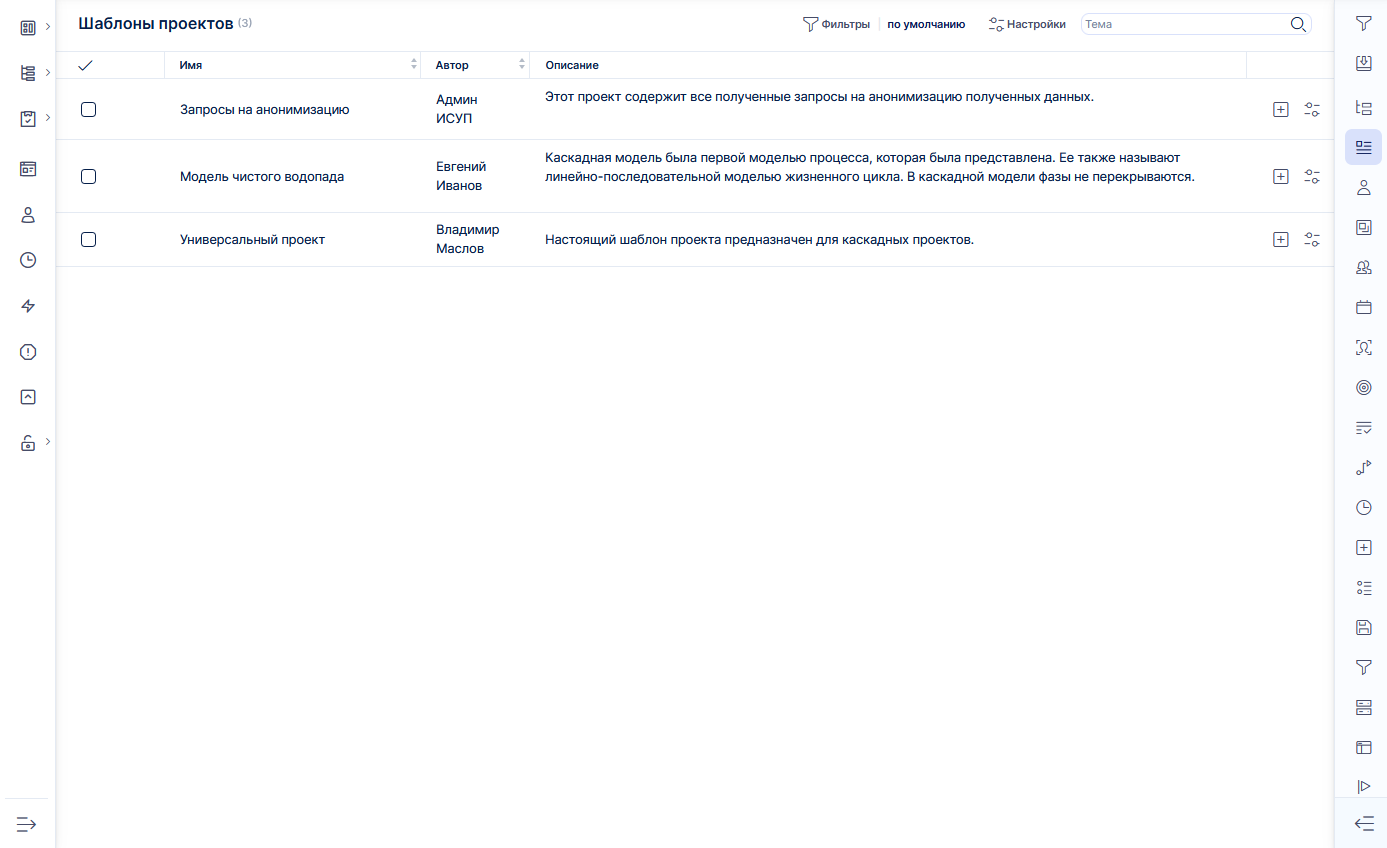 Шаблоны проектов (3)
Фильтры по умолчанию Настройки Тема
Имя Автор Описание
Запросы на анонимизацию
Админ
ИСУП
Этот проект содержит все полученные запросы на анонимизацию полученных данных.
Модель чистого водопада
Евгений
Иванов
Каскадная модель была первой моделью процесса, которая была представлена. Ее также называют
линейно-последовательной моделью жизненного цикла. В каскадной модели фазы не перекрываются.
Универсальный проект
Владимир
Маслов
Настоящий шаблон проекта предназначен для каскадных проектов.